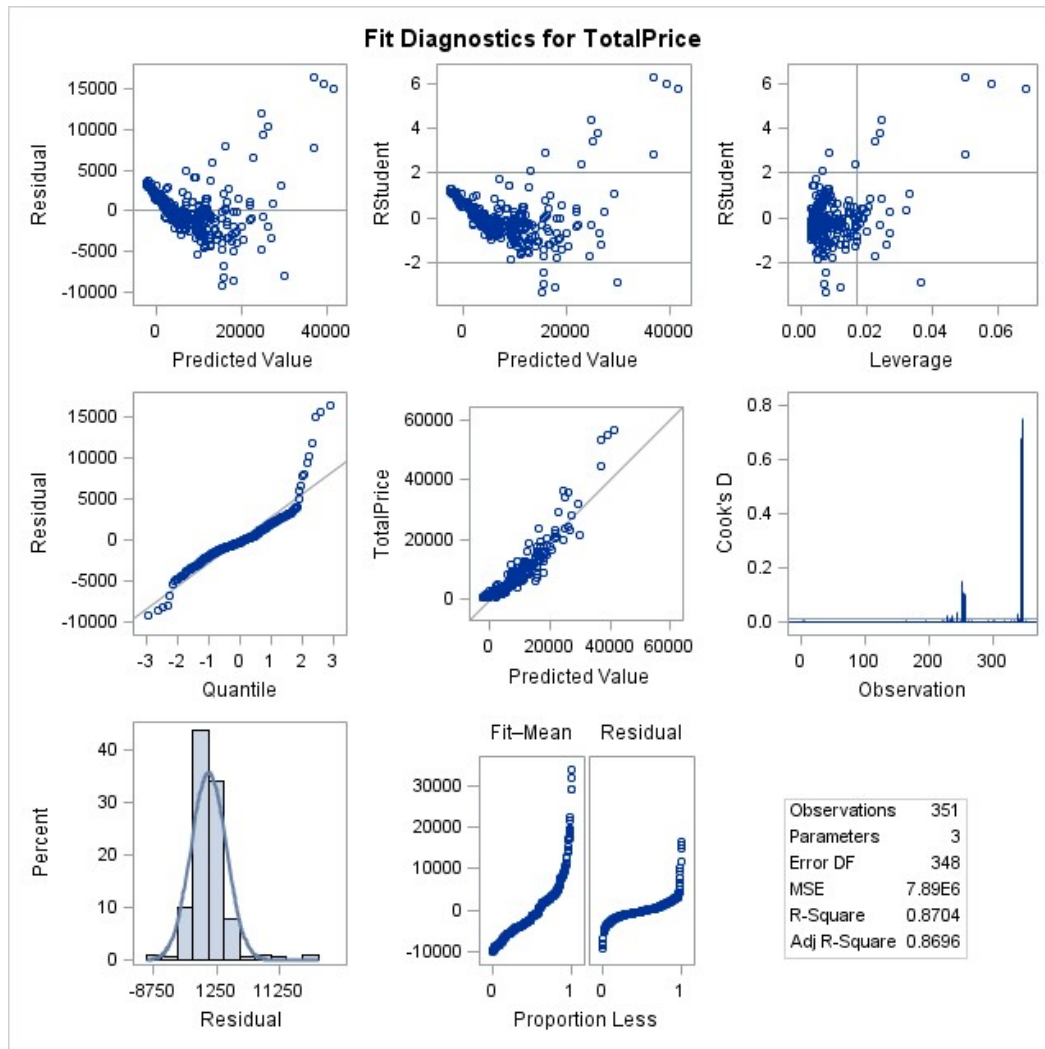 Fit Diagnostics for TotalPrice
Residual
15000
10000
5000
0
-5000
-10000
0 20000 40000
Predicted Value
RStudent
6
4
2
0
-2
0 20000 40000
Predicted Value
RStudent
6
4
2
0
-2
0.00 0.02 0.04 0.06
Leverage
Residual
15000
10000
5000
0
-5000
-10000
-3 -2 -1 0 1 2 3
Quantile
TotalPrice
60000
40000
20000
0
0 20000 40000 60000
Predicted Value
Cook's D
0.8
0.6
0.4
0.2
0.0
0 100 200 300
Observation
Percent
40
30
20
10
0
-8750 1250 11250
Residual
Fit–Mean Residual
30000
20000
10000
0
-10000
0 1 0 1
Proportion Less
Observations 351
Parameters 3
Error DF 348
MSE 7.89E6
R-Square 0.8704
Adj R-Square 0.8696